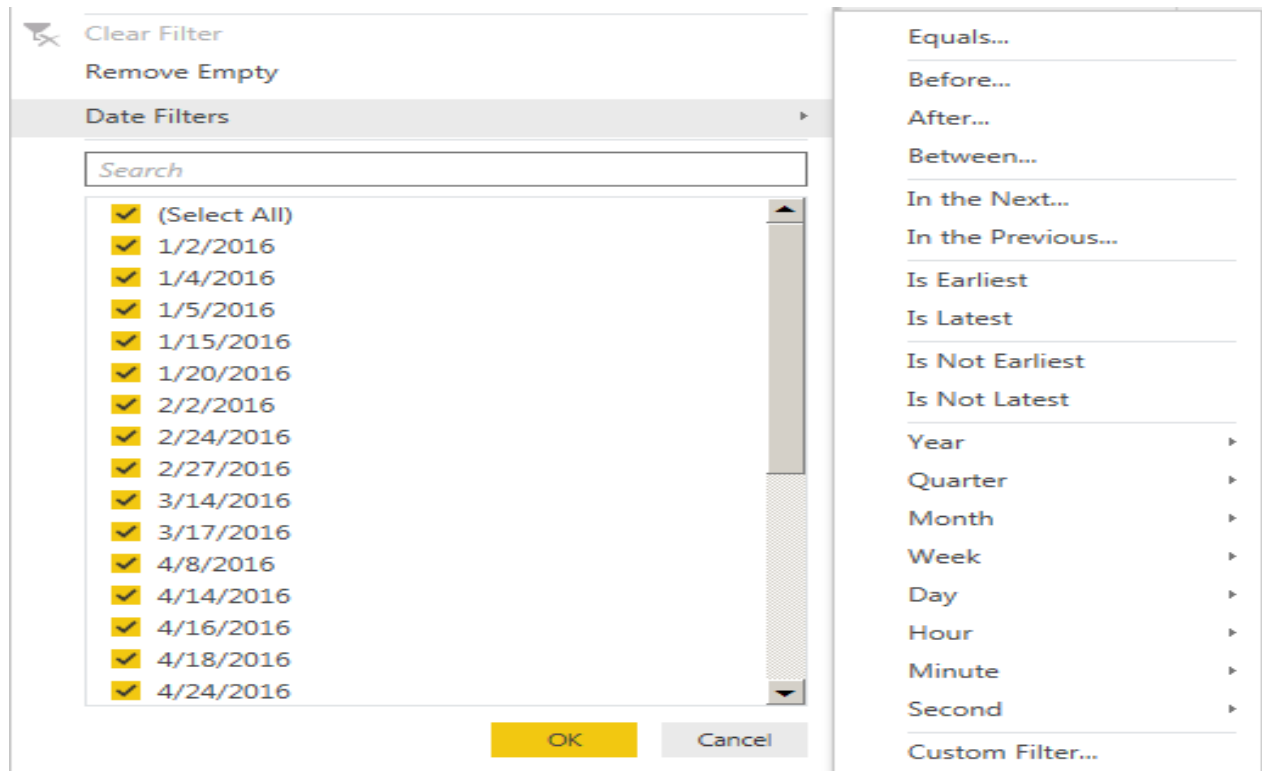 Clear Filter
Remove Empty
Date Filters
Search
(Select All)
1/2/2016
1/4/2016
1/5/2016
1/15/2016
1/20/2016
2/2/2016
2/24/2016
2/27/2016
3/14/2016
3/17/2016
4/8/2016
4/14/2016
4/16/2016
4/18/2016
4/24/2016
OK
Cancel
Equals...
Before...
After...
Between...
In the Next...
In the Previous...
Is Earliest
Is Latest
Is Not Earliest
Is Not Latest
Year
Quarter
Month
Week
Day
Hour
Minute
Second
Custom Filter...